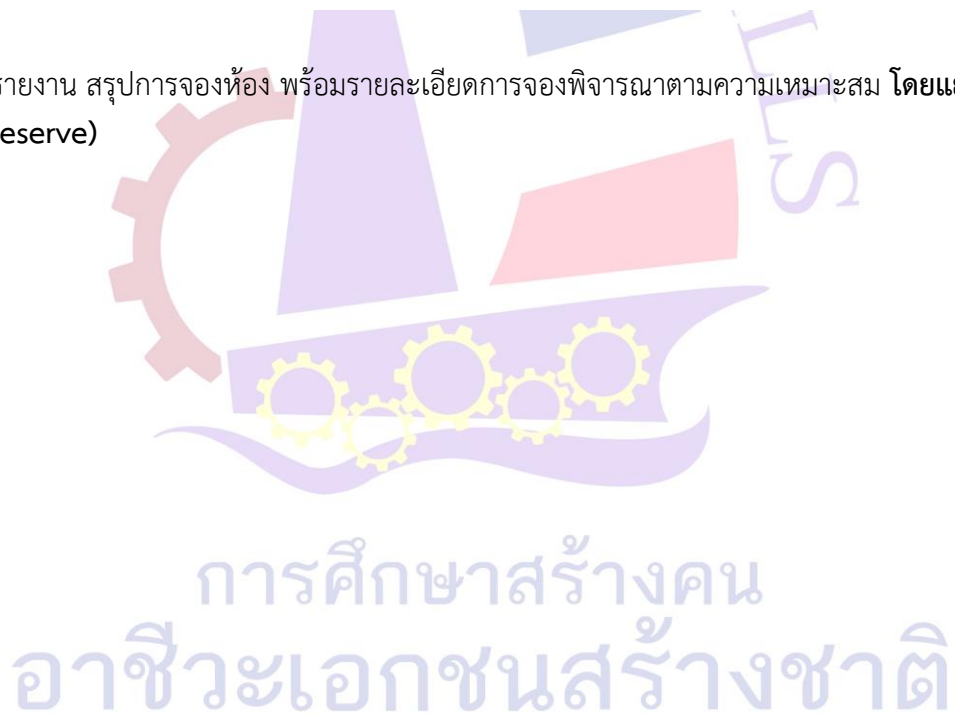 รายงาน สรุปการจองห้อง พร้อมรายละเอียดการจองพิจารณาตามความเหมาะสม
eserve)
LLS
การศึกษาสร้างคน
อาชีวะเอกชนสร้างชาติ